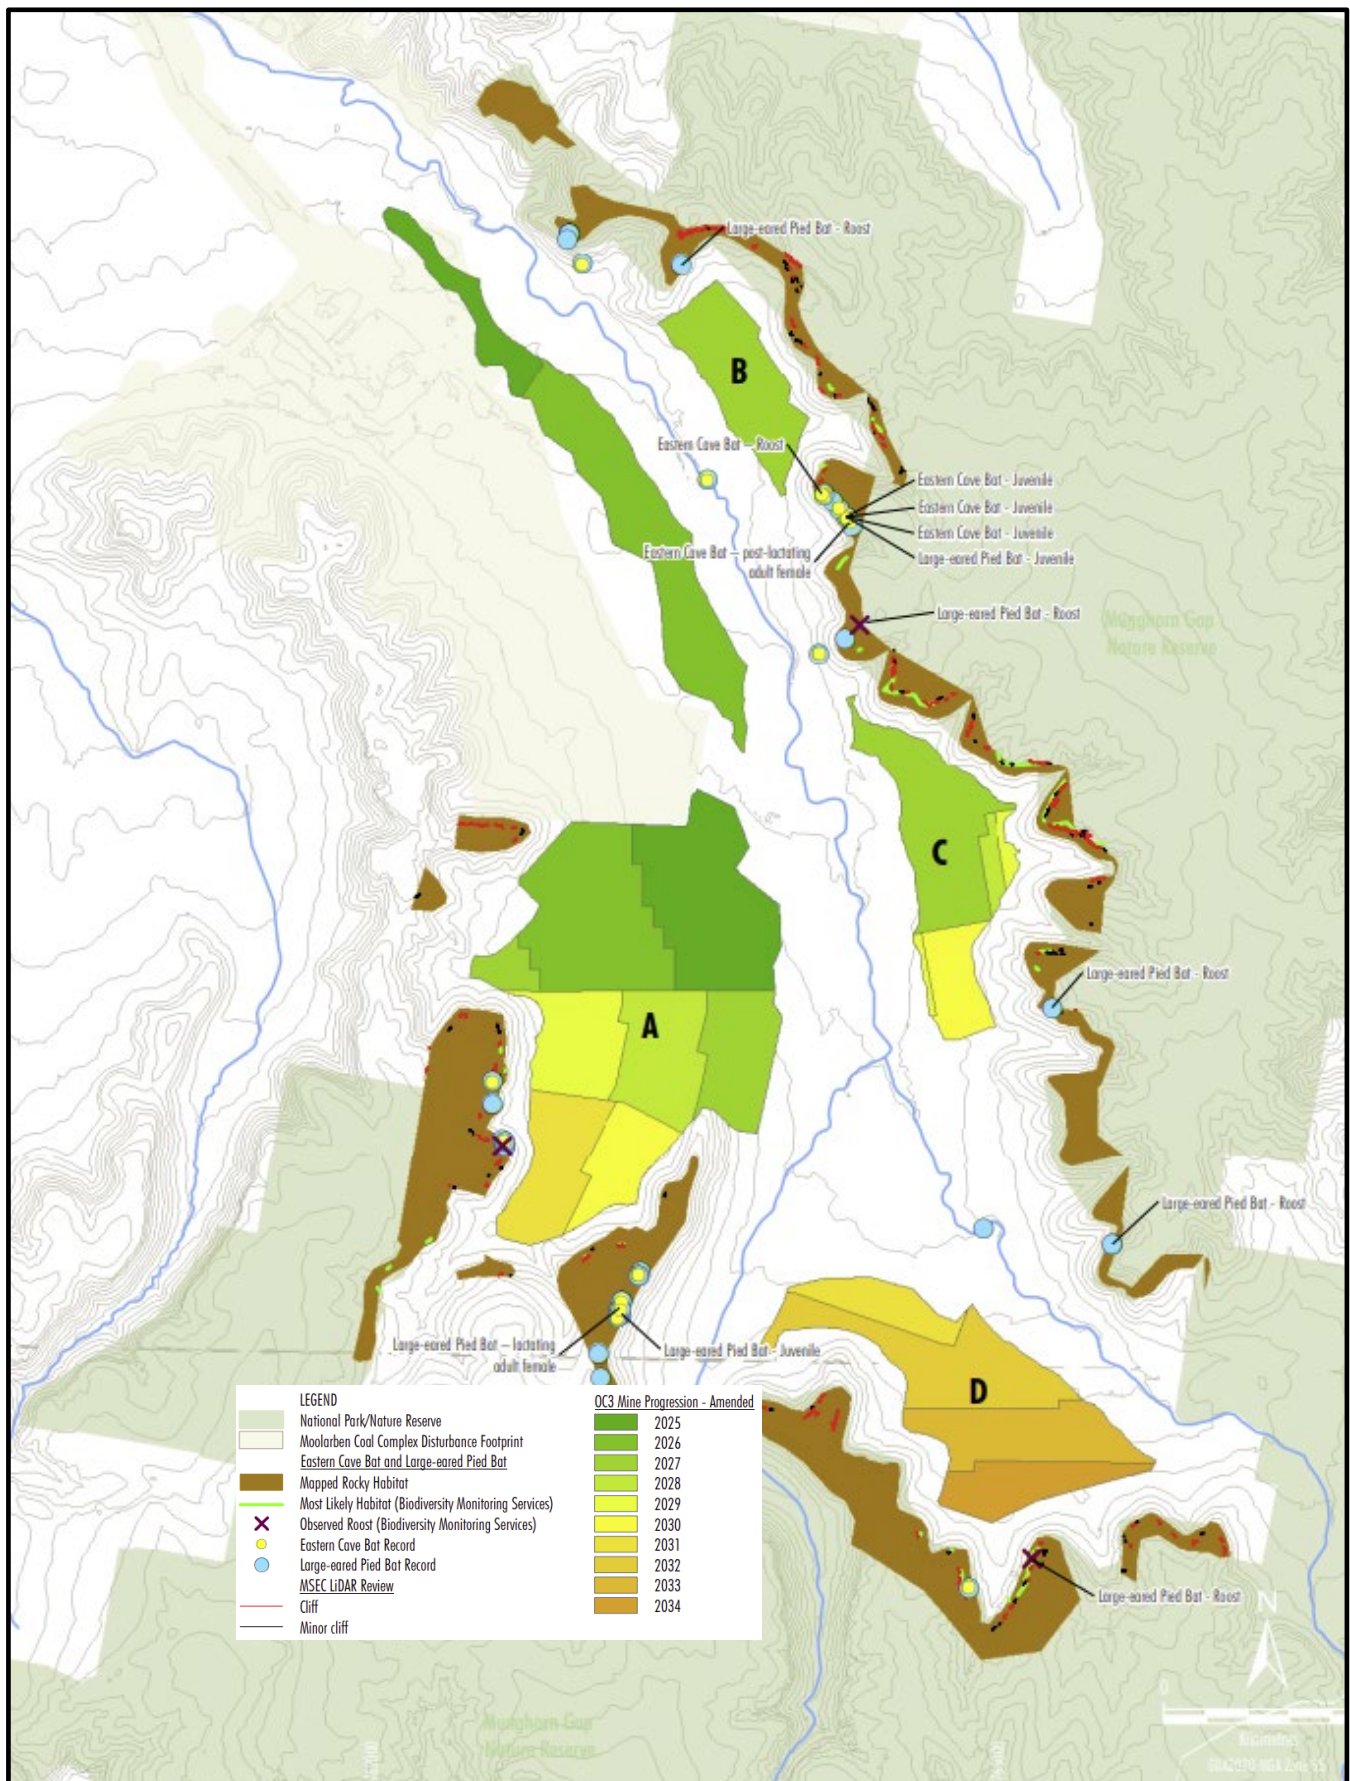 Large-eared Pied Bat - Roost
B
Eastern Cave Bat – Roost
Eastern Cave Bat - Juvenile
Eastern Cave Bat - Juvenile
Eastern Cave Bat - Juvenile
Large-eared Pied Bat - Juvenile
Eastern Cave Bat – post-lactating
adult female
Large-eared Pied Bat - Roost
Munghorn Gap
Nature Reserve
C
Large-eared Pied Bat - Roost
A
Large-eared Pied Bat - Roost
Large-eared Pied Bat – lactating
adult female
Large-eared Pied Bat - Juvenile
D
LEGEND
National Park/Nature Reserve
Moolarben Coal Complex Disturbance Footprint
Eastern Cave Bat and Large-eared Pied Bat
Mapped Rocky Habitat
Most Likely Habitat (Biodiversity Monitoring Services)
Observed Roost (Biodiversity Monitoring Services)
Eastern Cave Bat Record
Large-eared Pied Bat Record
MSEC LiDAR Review
Cliff
Minor cliff
OC3 Mine Progression - Amended
2025
2026
2027
2028
2029
2030
2031
2032
2033
2034
Large-eared Pied Bat - Roost
N
0
Kilometres
GDA2020 MGA Zone 55
Munghorn Gap
Nature Reserve